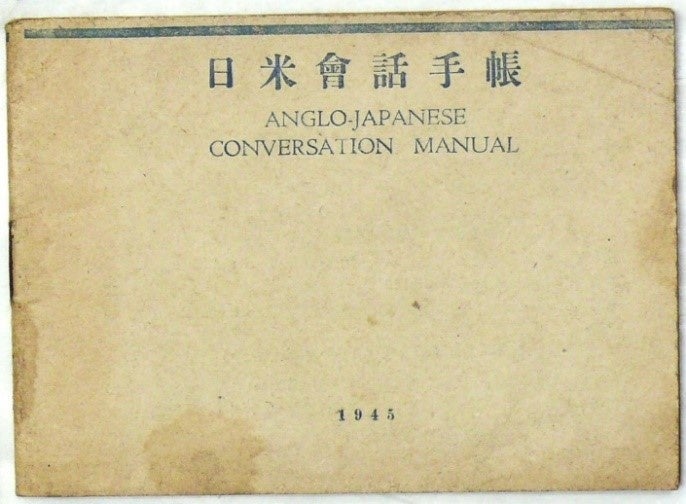 日米會話手帳
ANGLO-JAPANESE
CONVERSATION MANUAL
1945